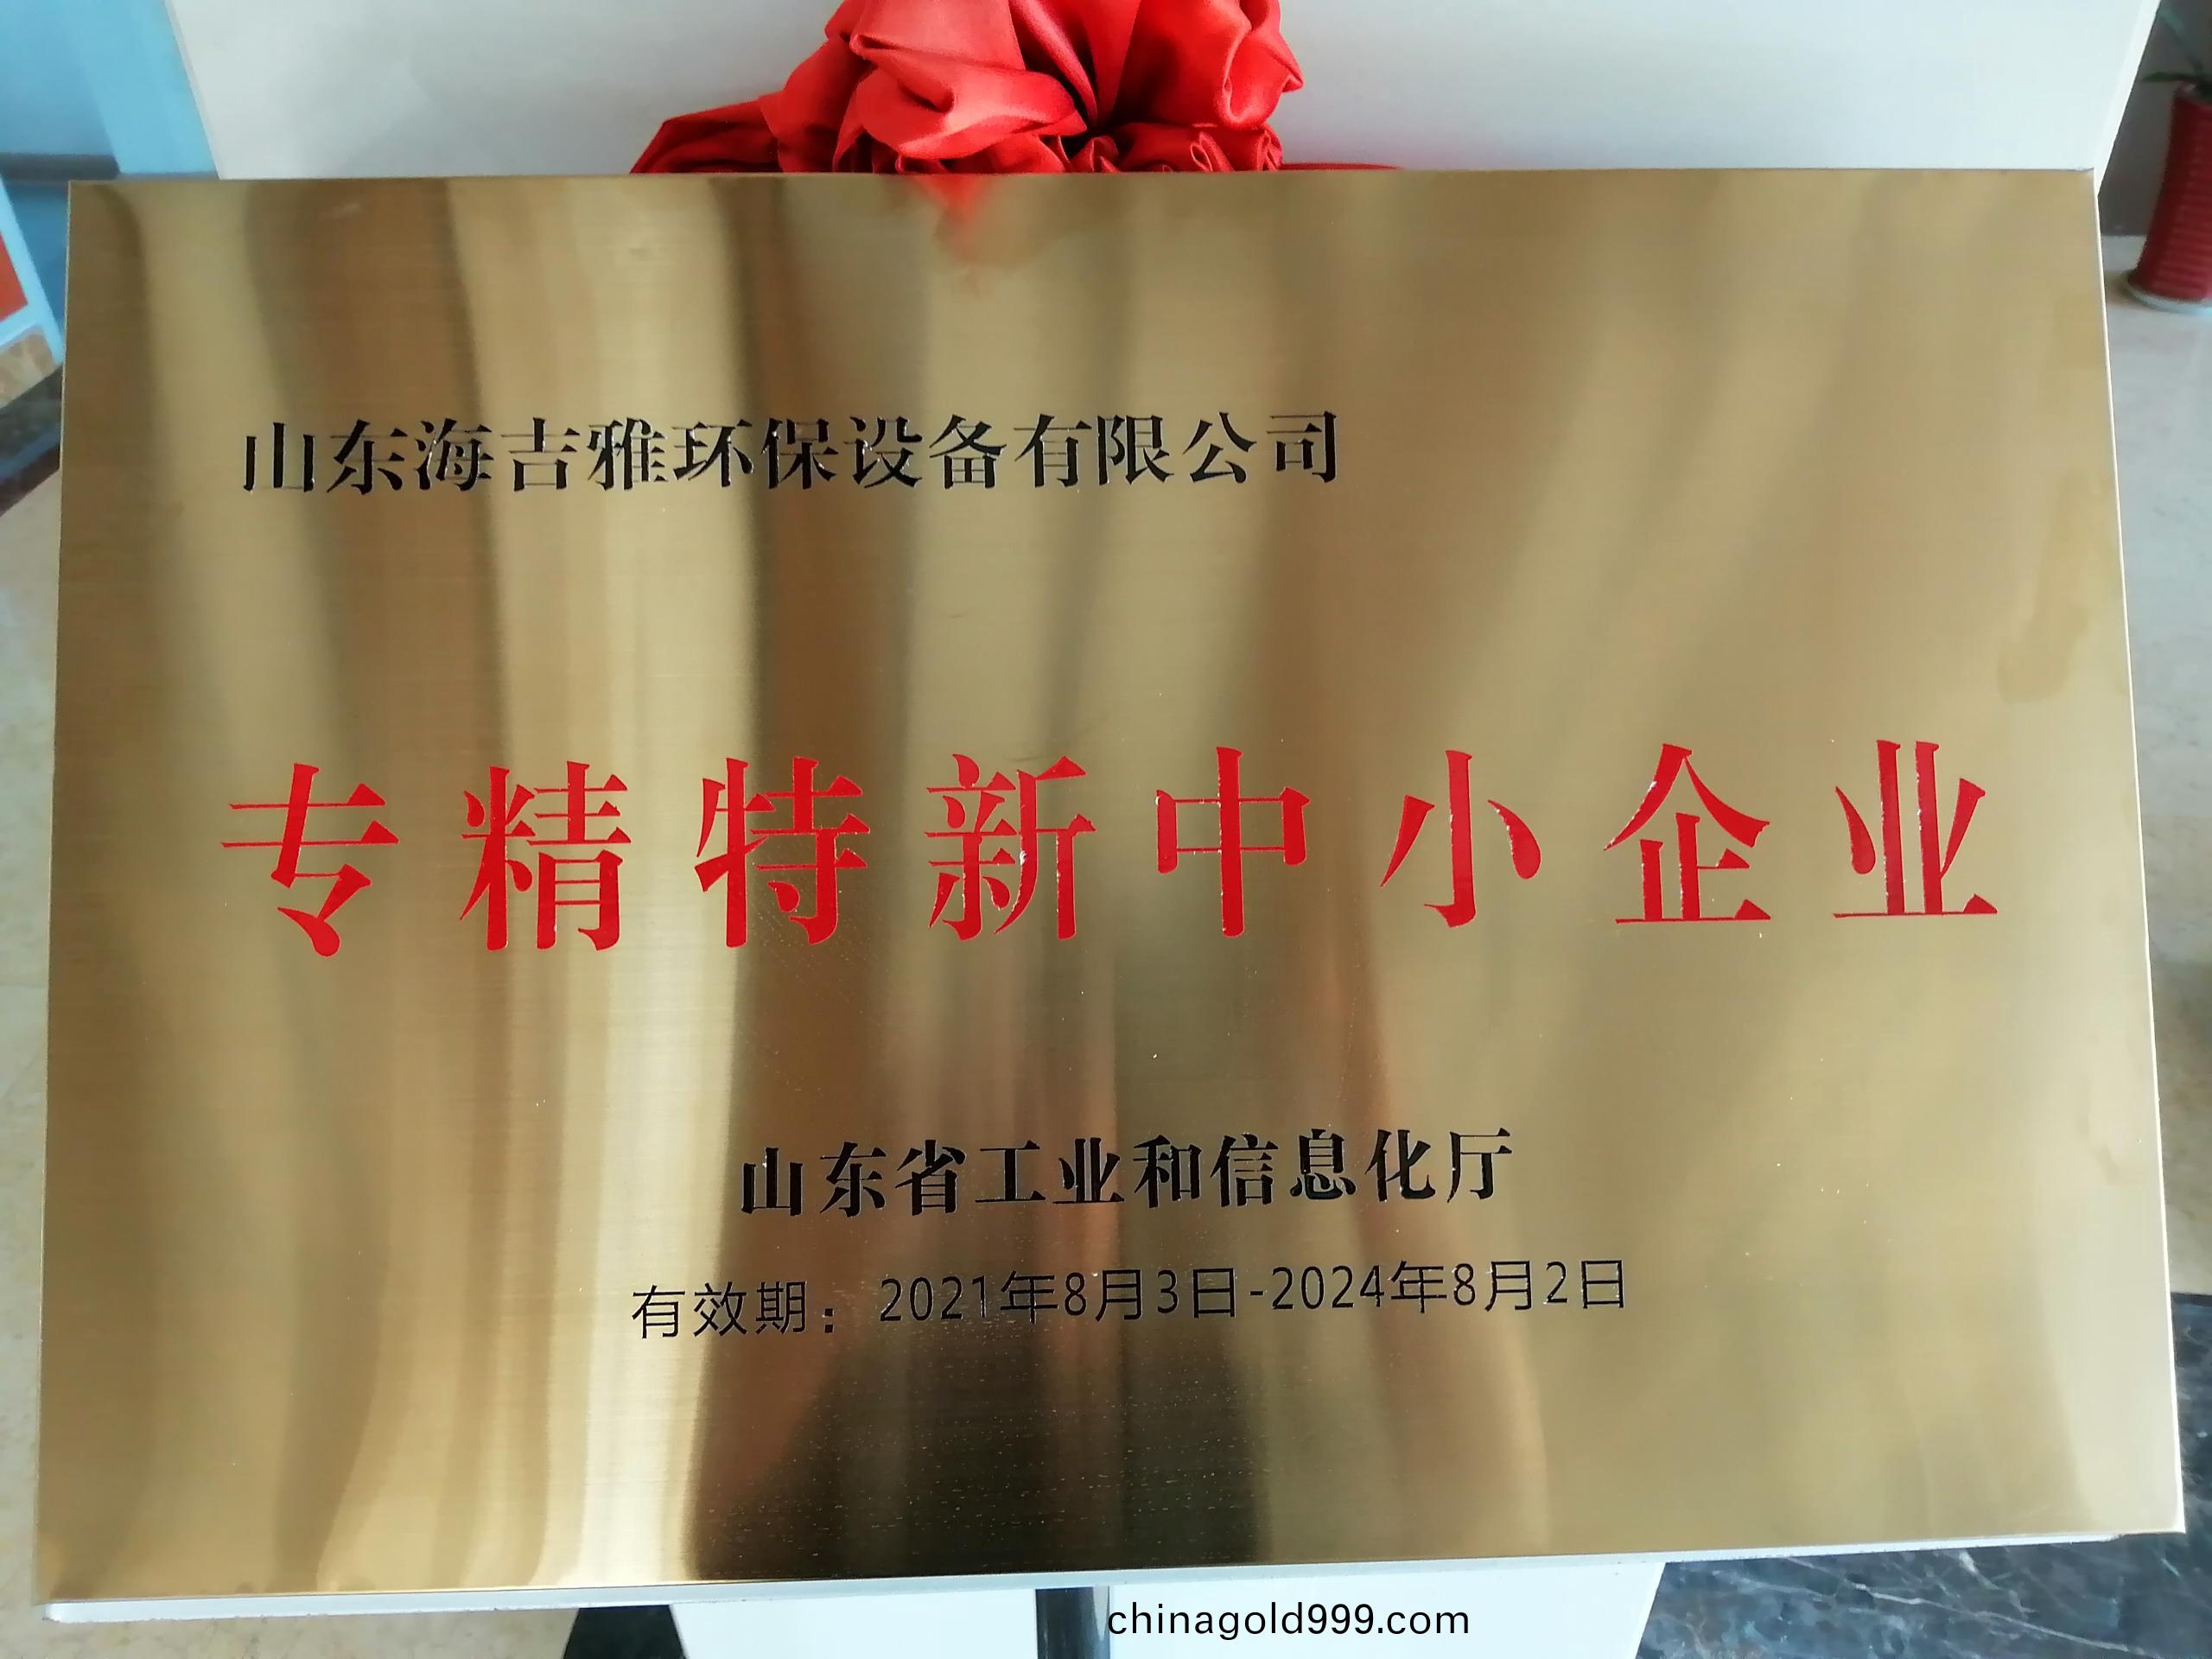 山东海吉雅环保设备有限公司
专精特新中小企业
山东省工业和信息化厅
有效期：2021年8月3日-2024年8月2日
chinagold999.com